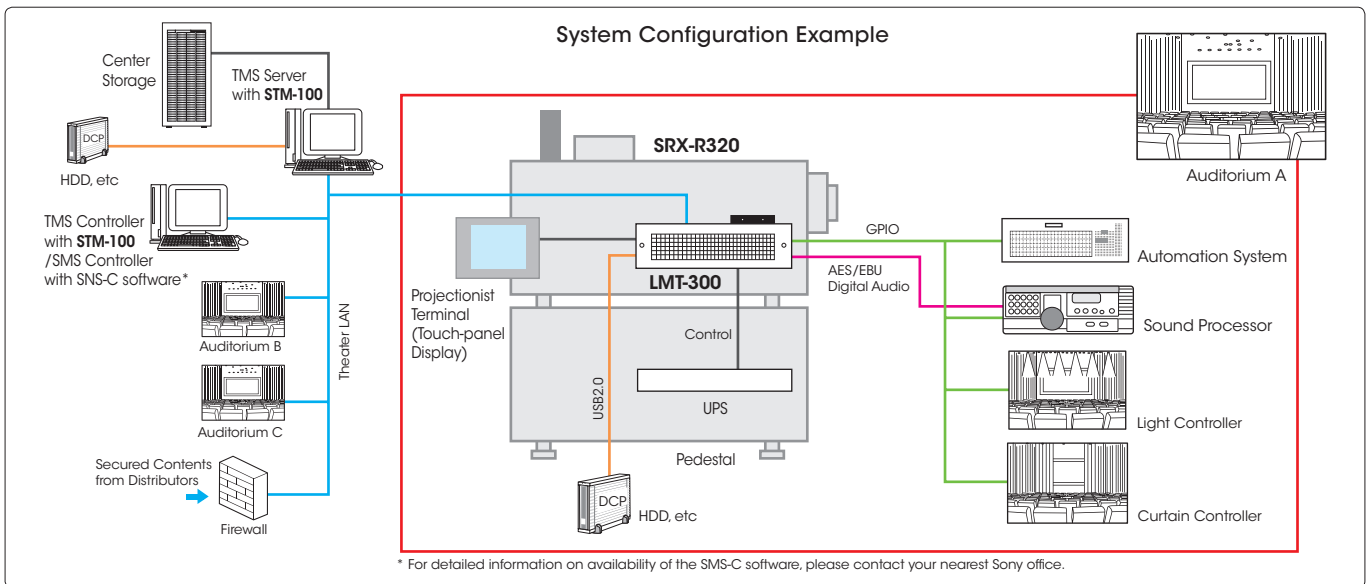 System Configuration Example
Center
Storage
TMS Server
with STM-100
DCP
HDD, etc
TMS Controller
with STM-100
/SMS Controller
with SNS-C software*
Auditorium B
Auditorium C
Theater LAN
Secured Contents
from Distributors
Firewall
SRX-R320
LMT-300
Projectionist
Terminal
(Touch-panel
Display)
Control
USB2.0
UPS
Pedestal
DCP
HDD, etc
GPIO
AES/EBU
Digital Audio
Auditorium A
Automation System
Sound Processor
Light Controller
Curtain Controller
* For detailed information on availability of the SMS-C software, please contact your nearest Sony office.